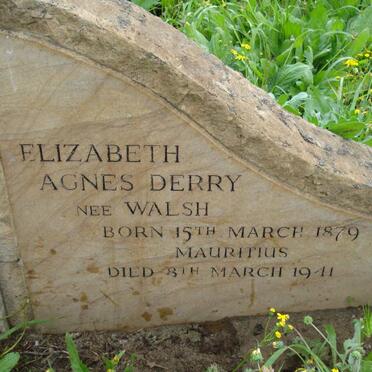 ELIZABETH
AGNES DERRY
NEE WALSH
BORN 15TH MARCH 1879
MAURITIUS
DIED 8TH MARCH 1941